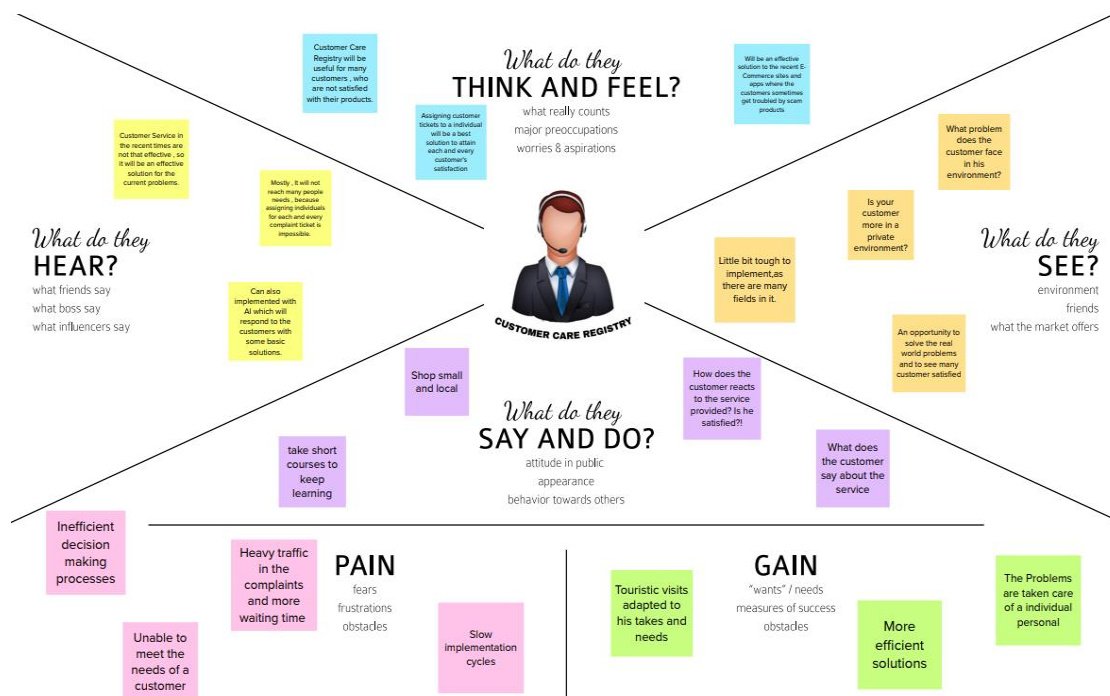 What do they
THINK AND FEEL?
what really counts
major preoccupations
worries & aspirations
Customer Care
Registry will be
useful for many
customers , who
are not satisfied
with their products.
Assigning customer
tickets to a individual
will be a best
solution to attain
each and every
customer's
satisfaction
Will be an effective
solution to the recent E-
Commerce sites and
apps where the
customers sometimes
get troubled by scam
products
What do they
HEAR?
what friends say
what boss say
what influencers say
Customer Service in
the recent times are
not that effective , so
it will be an effective
solution for the
current problems.
Mostly , It will not
reach many people
needs , because
assigning individuals
for each and every
complaint ticket is
impossible.
Can also
implemented with
AI which will
respond to the
customers with
some basic
solutions.
CUSTOMER CARE REGISTRY
What do they
SEE?
environment
friends
what the market offers
What problem
does the
customer face
in his
environment?
Is your
customer
more in a
private
environment?
Little bit tough to
implement,as
there are many
fields in it.
An opportunity to
solve the real
world problems
and to see many
customer satisfied
What do they
SAY AND DO?
attitude in public
appearance
behavior towards others
Shop small
and local
take short
courses to
keep
learning
How does the
customer reacts
to the service
provided? Is he
satisfied?!
What does
the customer
say about the
service
PAIN
fears
frustrations
obstacles
Inefficient
decision
making
processes
Heavy traffic
in the
complaints
and more
waiting time
Unable to
meet the
needs of a
customer
Slow
implementation
cycles
GAIN
"wants" / needs
measures of success
obstacles
Touristic visits
adapted to
his takes and
needs
More
efficient
solutions
The Problems
are taken care
of a individual
personal